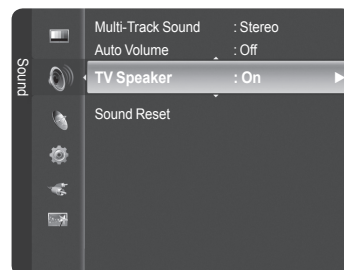 Sound
Multi-Track Sound : Stereo
Auto Volume : Off
TV Speaker : On
Sound Reset